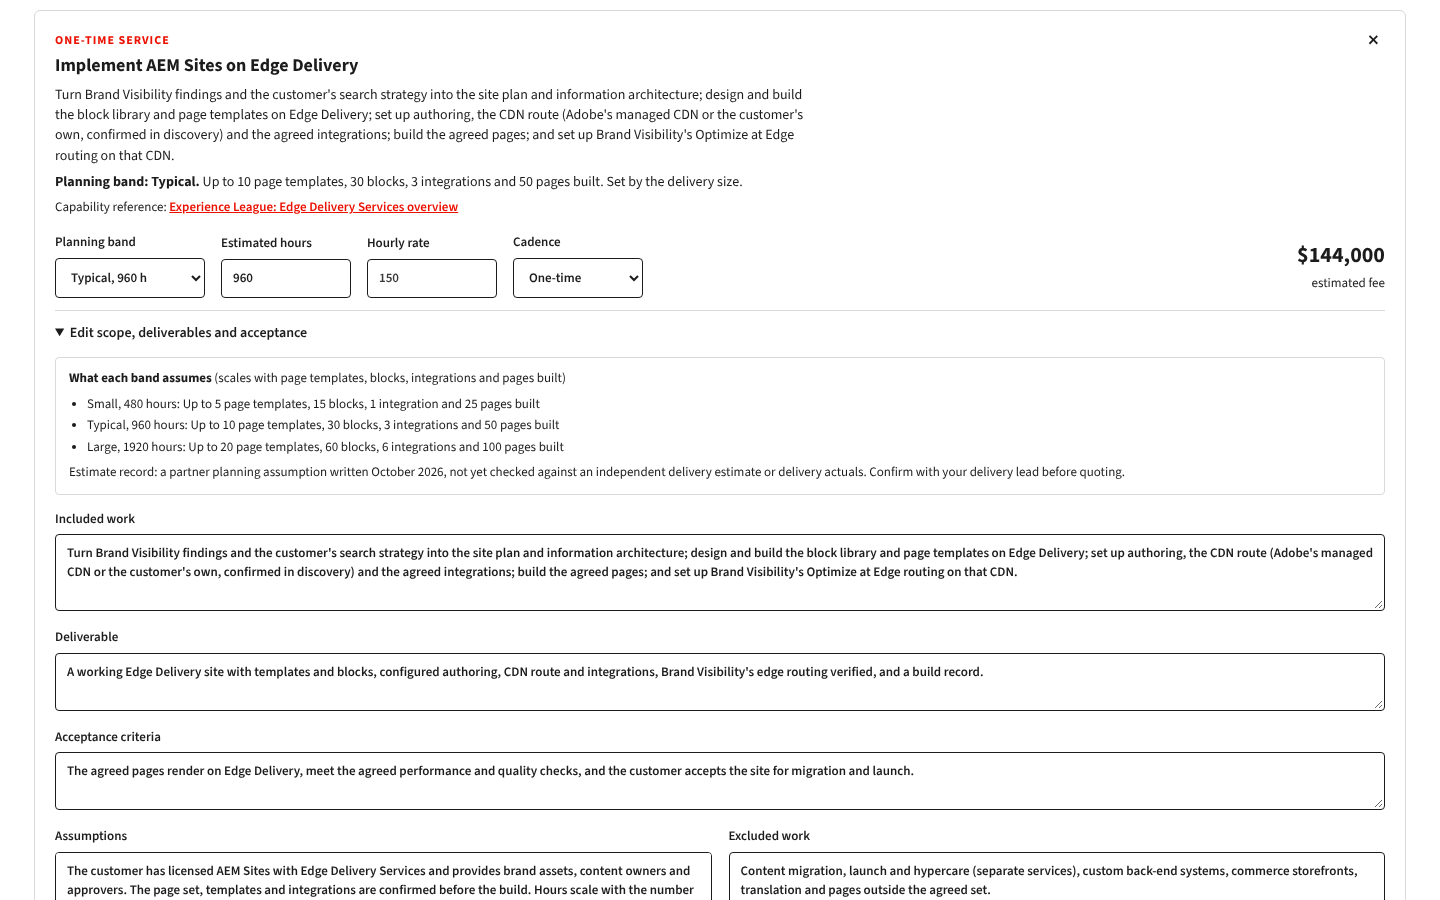 ONE-TIME SERVICE
×
Implement AEM Sites on Edge Delivery
Turn Brand Visibility findings and the customer's search strategy into the site plan and information architecture; design and build
the block library and page templates on Edge Delivery; set up authoring, the CDN route (Adobe's managed CDN or the customer's
own, confirmed in discovery) and the agreed integrations; build the agreed pages; and set up Brand Visibility's Optimize at Edge
routing on that CDN.
Planning band: Typical. Up to 10 page templates, 30 blocks, 3 integrations and 50 pages built. Set by the delivery size.
Capability reference: Experience League: Edge Delivery Services overview
Planning band
Estimated hours
Hourly rate
Cadence
Typical, 960 h
960
150
One-time
$144,000
estimated fee
▼ Edit scope, deliverables and acceptance
What each band assumes (scales with page templates, blocks, integrations and pages built)
• Small, 480 hours: Up to 5 page templates, 15 blocks, 1 integration and 25 pages built
• Typical, 960 hours: Up to 10 page templates, 30 blocks, 3 integrations and 50 pages built
• Large, 1920 hours: Up to 20 page templates, 60 blocks, 6 integrations and 100 pages built
Estimate record: a partner planning assumption written October 2026, not yet checked against an independent delivery estimate or delivery actuals. Confirm with your delivery lead before quoting.
Included work
Turn Brand Visibility findings and the customer's search strategy into the site plan and information architecture; design and build the block library and page templates on Edge Delivery; set up authoring, the CDN route (Adobe's managed
CDN or the customer's own, confirmed in discovery) and the agreed integrations; build the agreed pages; and set up Brand Visibility's Optimize at Edge routing on that CDN.
Deliverable
A working Edge Delivery site with templates and blocks, configured authoring, CDN route and integrations, Brand Visibility's edge routing verified, and a build record.
Acceptance criteria
The agreed pages render on Edge Delivery, meet the agreed performance and quality checks, and the customer accepts the site for migration and launch.
Assumptions
The customer has licensed AEM Sites with Edge Delivery Services and provides brand assets, content owners and
approvers. The page set, templates and integrations are confirmed before the build. Hours scale with the number
Excluded work
Content migration, launch and hypercare (separate services), custom back-end systems, commerce storefronts,
translation and pages outside the agreed set.